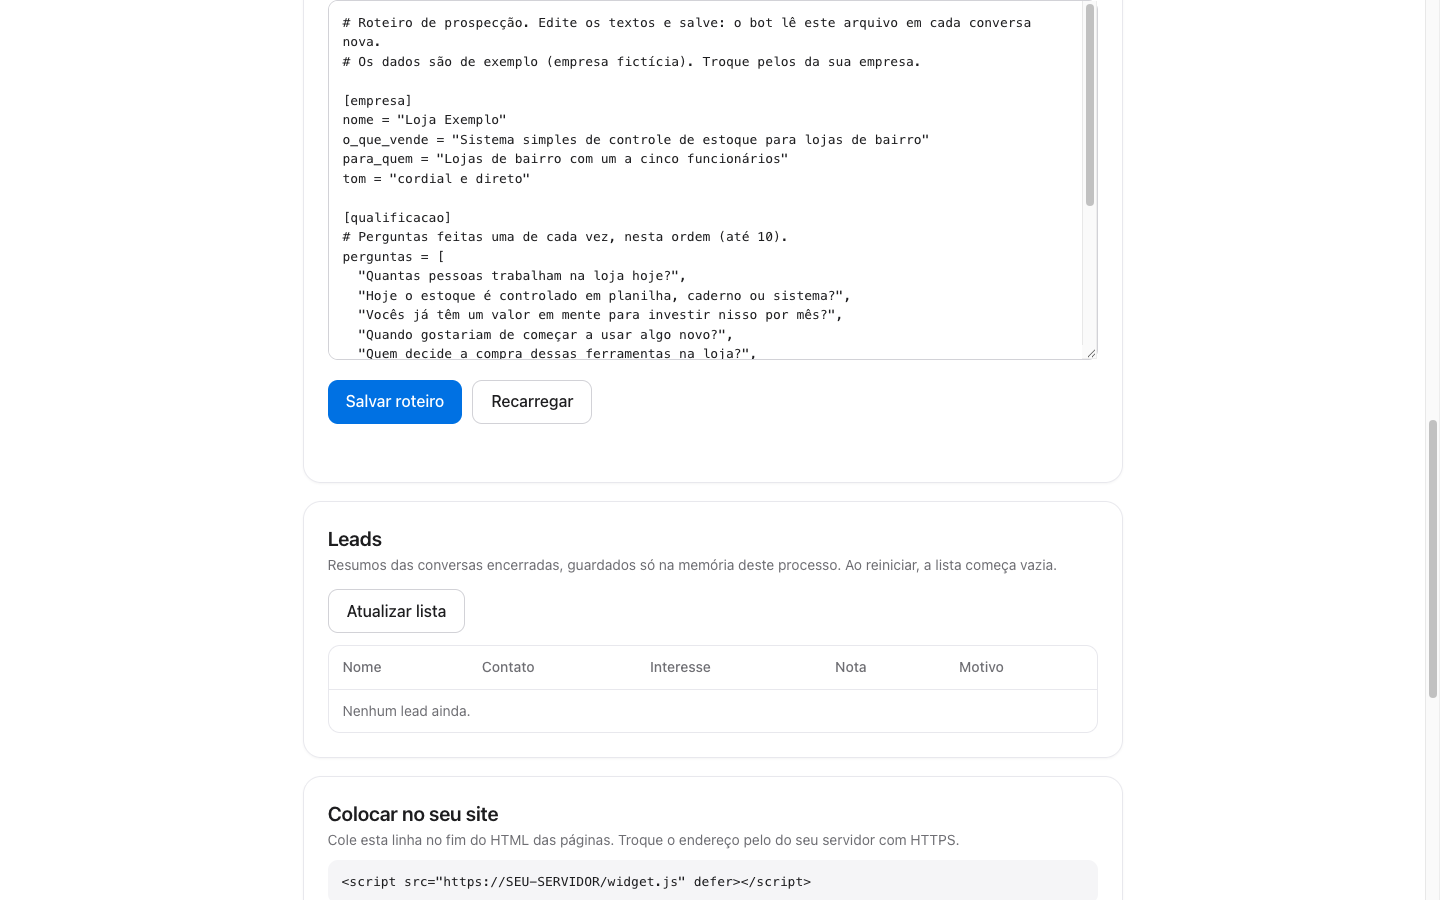 # Roteiro de prospecção. Edite os textos e salve: o bot lê este arquivo em cada conversa
nova.
# Os dados são de exemplo (empresa fictícia). Troque pelos da sua empresa.
[empresa]
nome = "Loja Exemplo"
o_que_vende = "Sistema simples de controle de estoque para lojas de bairro"
para_quem = "Lojas de bairro com um a cinco funcionários"
tom = "cordial e direto"
[qualificacao]
# Perguntas feitas uma de cada vez, nesta ordem (até 10).
perguntas = [
"Quantas pessoas trabalham na loja hoje?",
"Hoje o estoque é controlado em planilha, caderno ou sistema?",
"Vocês já têm um valor em mente para investir nisso por mês?",
"Quando gostariam de começar a usar algo novo?",
"Quem decide a compra dessas ferramentas na loja?",
Salvar roteiro Recarregar
Leads
Resumos das conversas encerradas, guardados só na memória deste processo. Ao reiniciar, a lista começa vazia.
Atualizar lista
Nome Contato Interesse Nota Motivo
Nenhum lead ainda.
Colocar no seu site
Cole esta linha no fim do HTML das páginas. Troque o endereço pelo do seu servidor com HTTPS.
<script src="https://SEU-SERVIDOR/widget.js" defer></script>